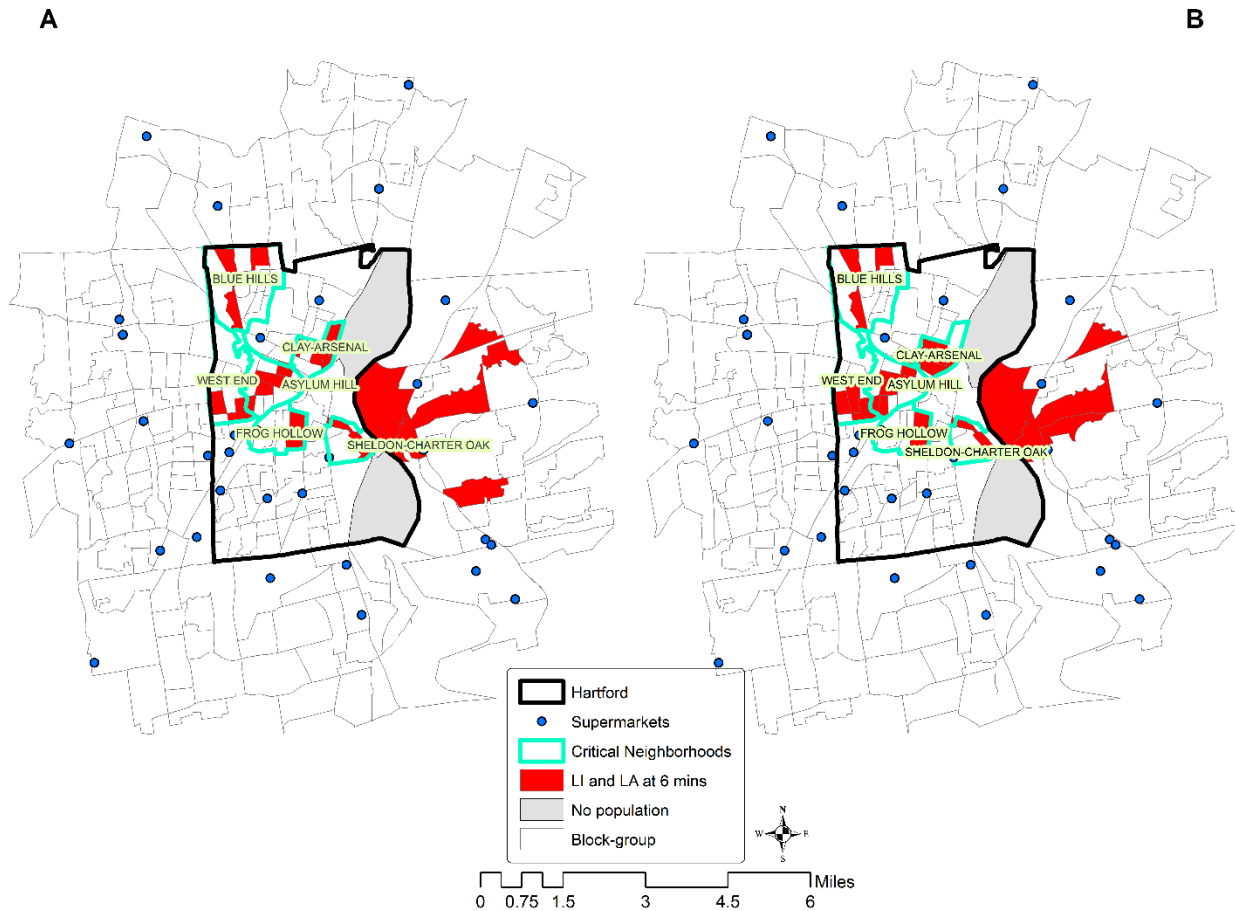 A
B
BLUE HILLS
CLAY-ARSENAL
WEST END
ASYLUM HILL
FROG HOLLOW
SHELDON-CHARTER OAK
BLUE HILLS
CLAY-ARSENAL
WEST END
ASYLUM HILL
FROG HOLLOW
SHELDON-CHARTER OAK
Hartford
Supermarkets
Critical Neighborhoods
LI and LA at 6 mins
No population
Block-group
N
W E
S
Miles
0 0.75 1.5 3 4.5 6